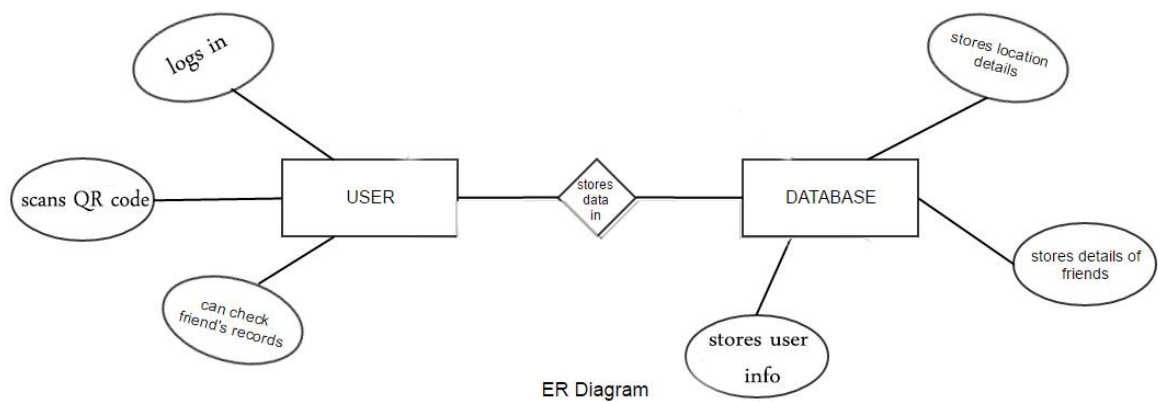 logs in
stores location
details
scans QR code
USER
stores
data
in
DATABASE
stores details of
friends
can check
friend's records
stores user
info
ER Diagram